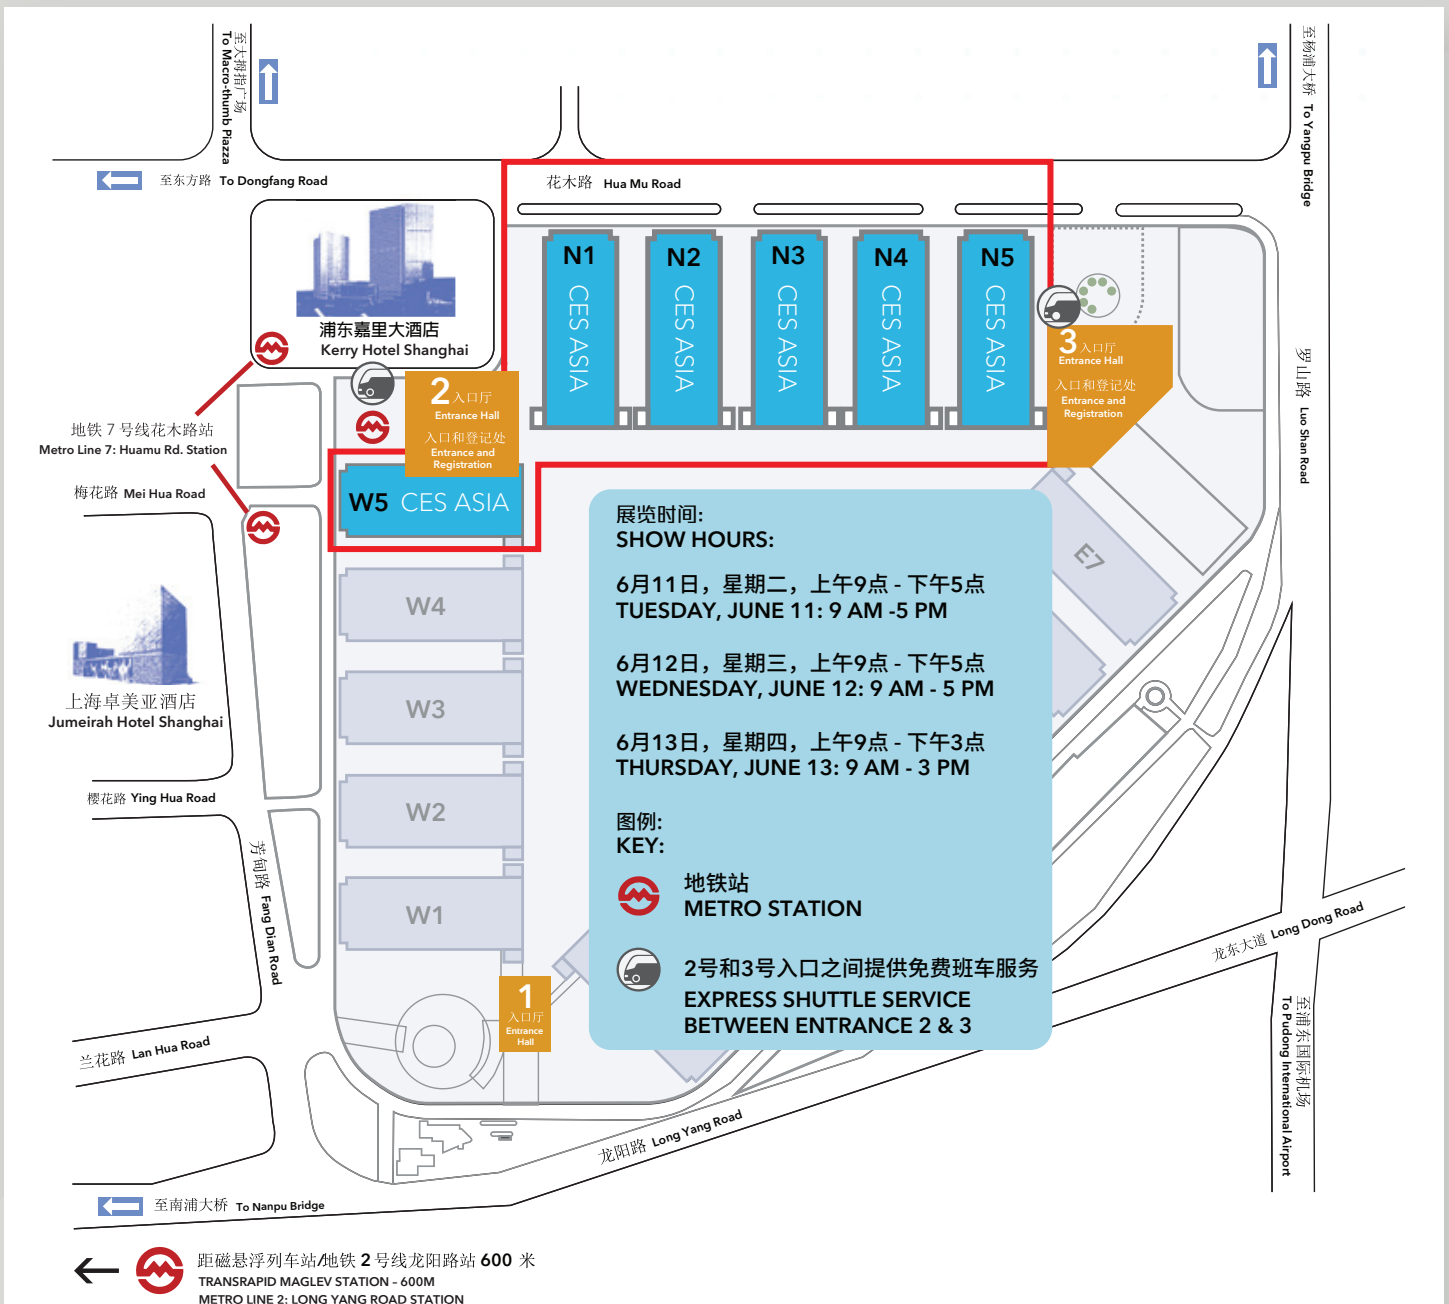 至大拇指广场
To Macro-thumb Piazza
至杨浦大桥 To Yangpu Bridge
至东方路 To Dongfang Road
花木路 Hua Mu Road
N1
CES ASIA
N2
CES ASIA
N3
CES ASIA
N4
CES ASIA
N5
CES ASIA
浦东嘉里大酒店
Kerry Hotel Shanghai
3入口厅
Entrance Hall
入口和登记处
Entrance and
Registration
2入口厅
Entrance Hall
入口和登记处
Entrance and
Registration
罗山路 Luo Shan Road
地铁 7 号线花木路站
Metro Line 7: Huamu Rd. Station
梅花路 Mei Hua Road
W5 CES ASIA
展览时间:
SHOW HOURS:
6月11日，星期二，上午9点 - 下午5点
TUESDAY, JUNE 11: 9 AM -5 PM
6月12日，星期三，上午9点 - 下午5点
WEDNESDAY, JUNE 12: 9 AM - 5 PM
6月13日，星期四，上午9点 - 下午3点
THURSDAY, JUNE 13: 9 AM - 3 PM
图例:
KEY:
地铁站
METRO STATION
2号和3号入口之间提供免费班车服务
EXPRESS SHUTTLE SERVICE
BETWEEN ENTRANCE 2 & 3
E7
W4
W3
W2
W1
上海卓美亚酒店
Jumeirah Hotel Shanghai
樱花路 Ying Hua Road
芳甸路 Fang Dian Road
1
入口厅
Entrance
Hall
龙东大道 Long Dong Road
至浦东国际机场
To Pudong International Airport
兰花路 Lan Hua Road
龙阳路 Long Yang Road
至南浦大桥 To Nanpu Bridge
距磁悬浮列车站/地铁 2 号线龙阳路站 600 米
TRANSRAPID MAGLEV STATION - 600M
METRO LINE 2: LONG YANG ROAD STATION